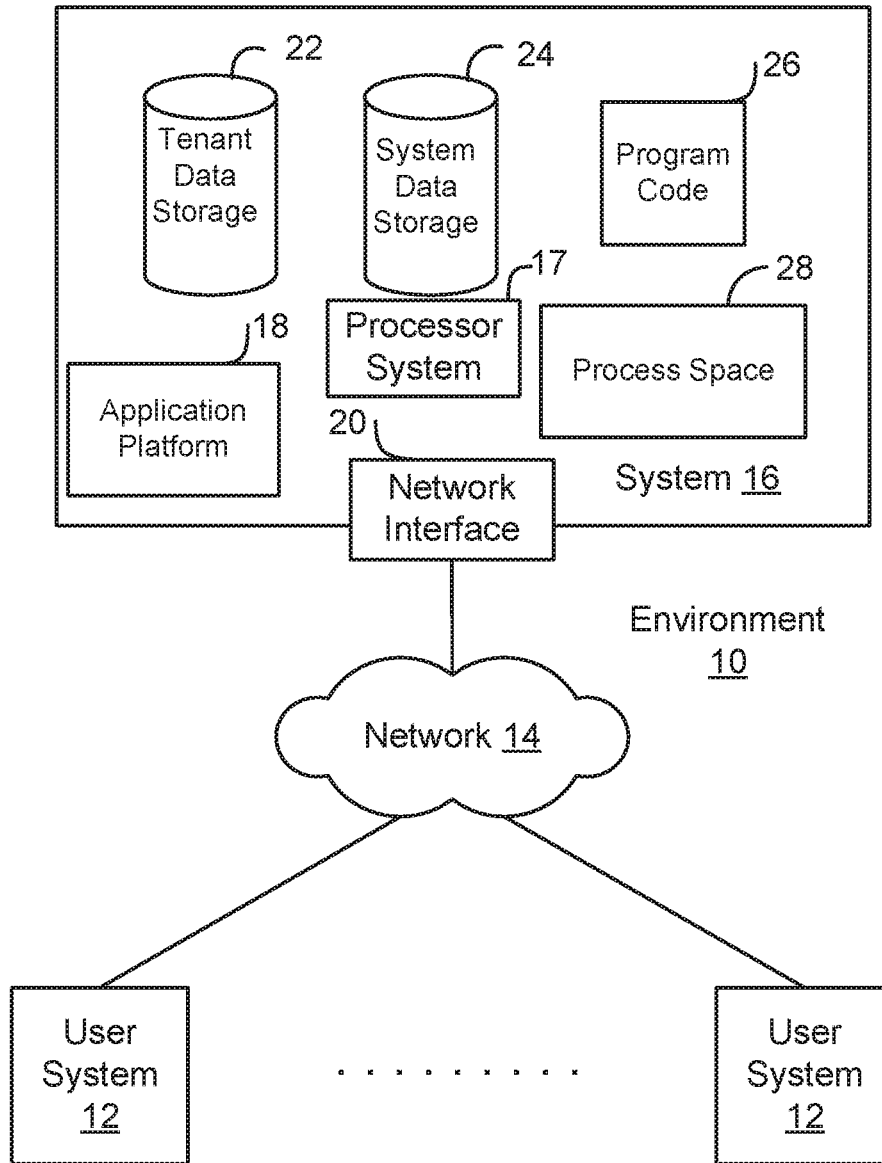 22
24
26
Tenant
Data
Storage
System
Data
Storage
Program
Code
17
28
18
Processor
System
Process Space
Application
Platform
20
Network
Interface
System 16
Environment
10
Network 14
User
System
12
. . . . . . . . .
User
System
12